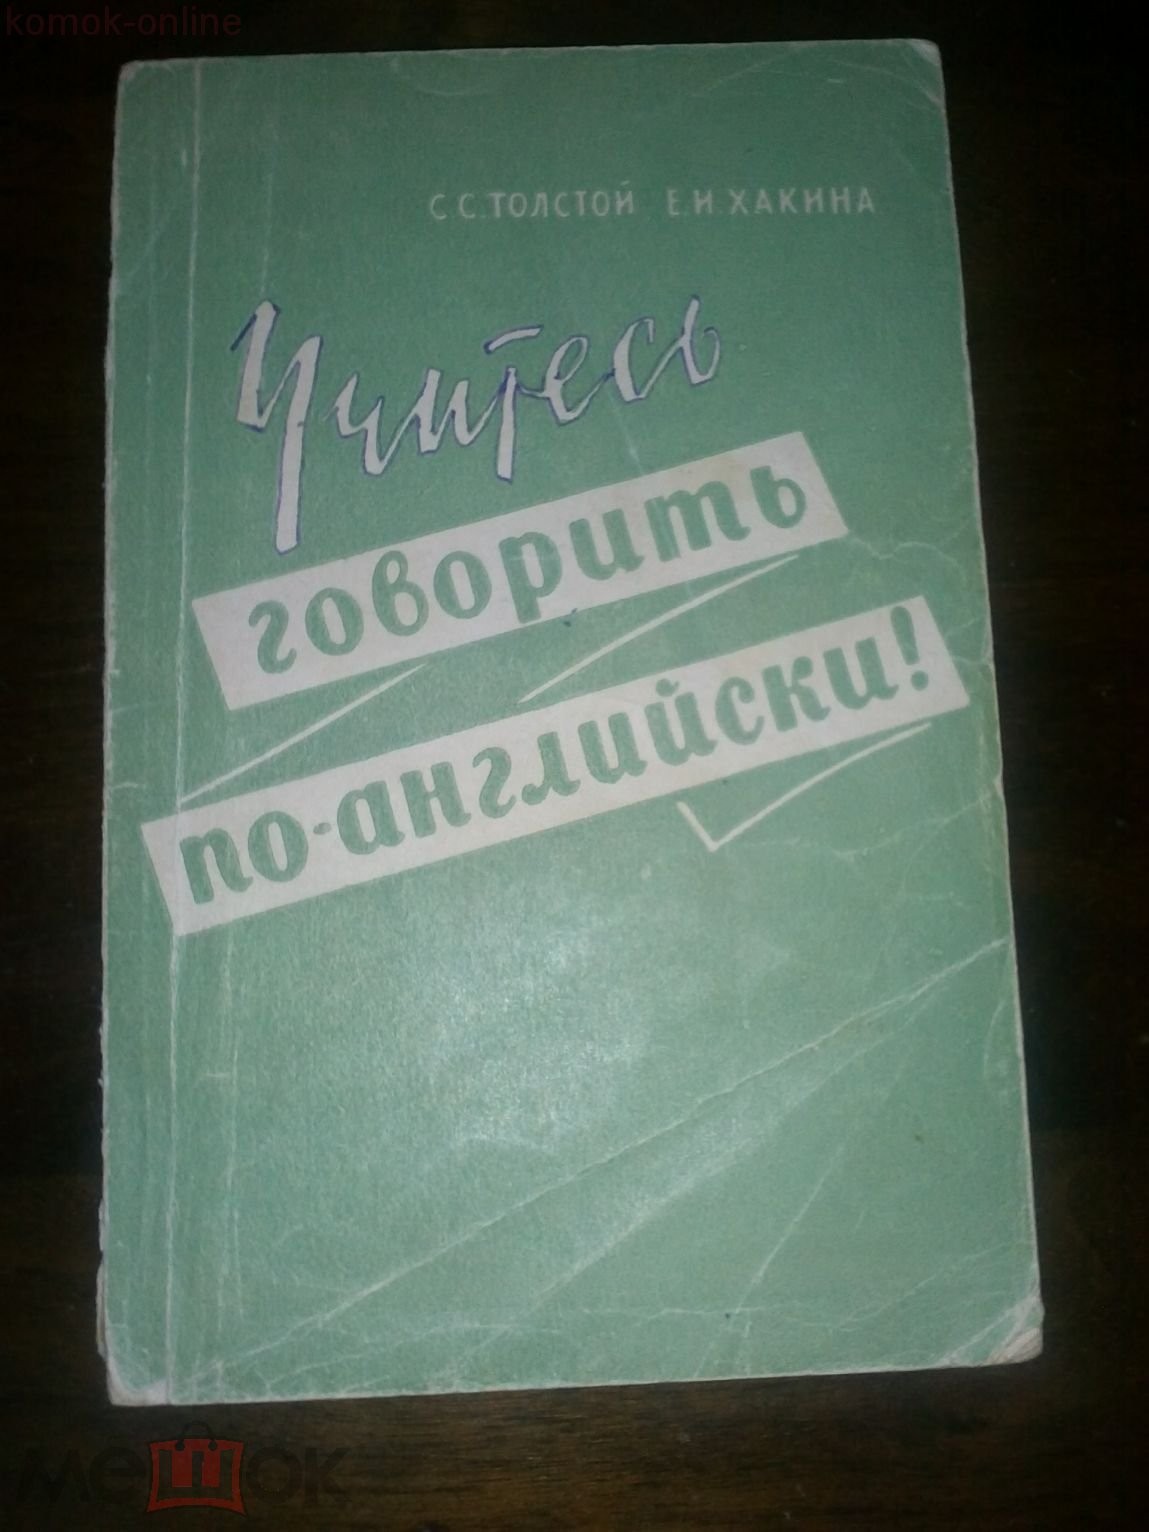 komok-online
С.С.ТОЛСТОЙ Е.И.ХАКИНА
Учитесь
говорить
по-английски!
мешок